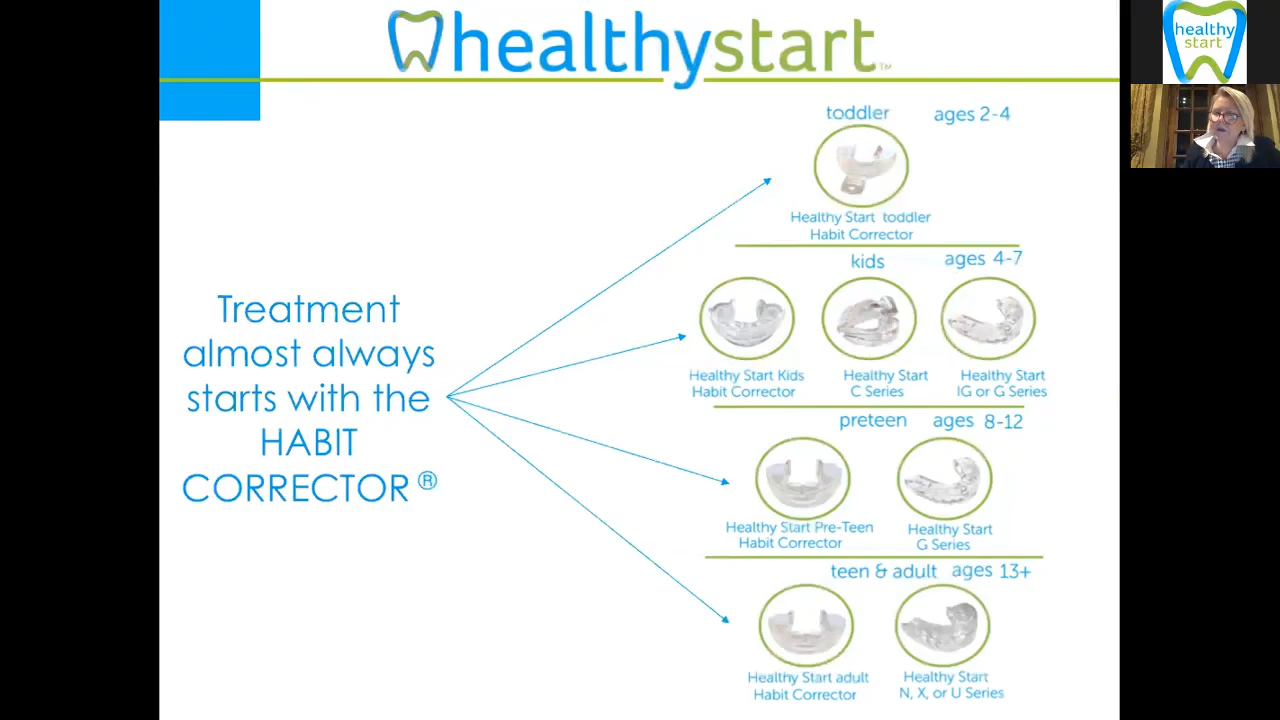 healthystart™
healthy
start
toddler ages 2-4
Healthy Start toddler
Habit Corrector
kids ages 4-7
Healthy Start Kids
Habit Corrector
Healthy Start
C Series
Healthy Start
IG or G Series
preteen ages 8-12
Healthy Start Pre-Teen
Habit Corrector
Healthy Start
G Series
teen & adult ages 13+
Healthy Start adult
Habit Corrector
Healthy Start
N, X, or U Series
Treatment
almost always
starts with the
HABIT
CORRECTOR ®